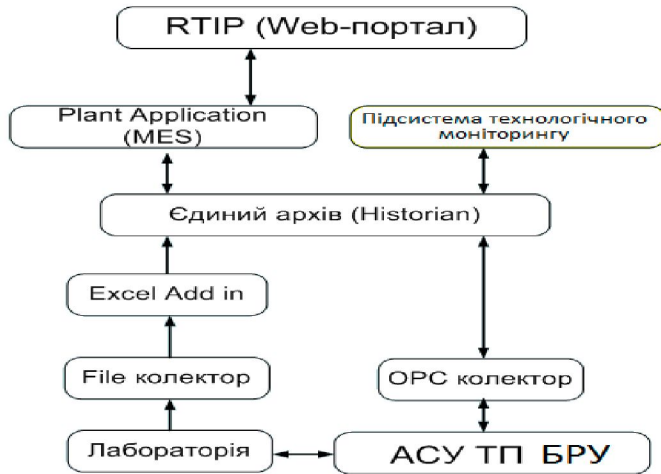 RTIP (Web-портал)
Plant Application
(MES)
Підсистема технологічного
моніторингу
Єдиний архів (Historian)
Excel Add in
File колектор
OPC колектор
Лабораторія
АСУ ТП БРУ